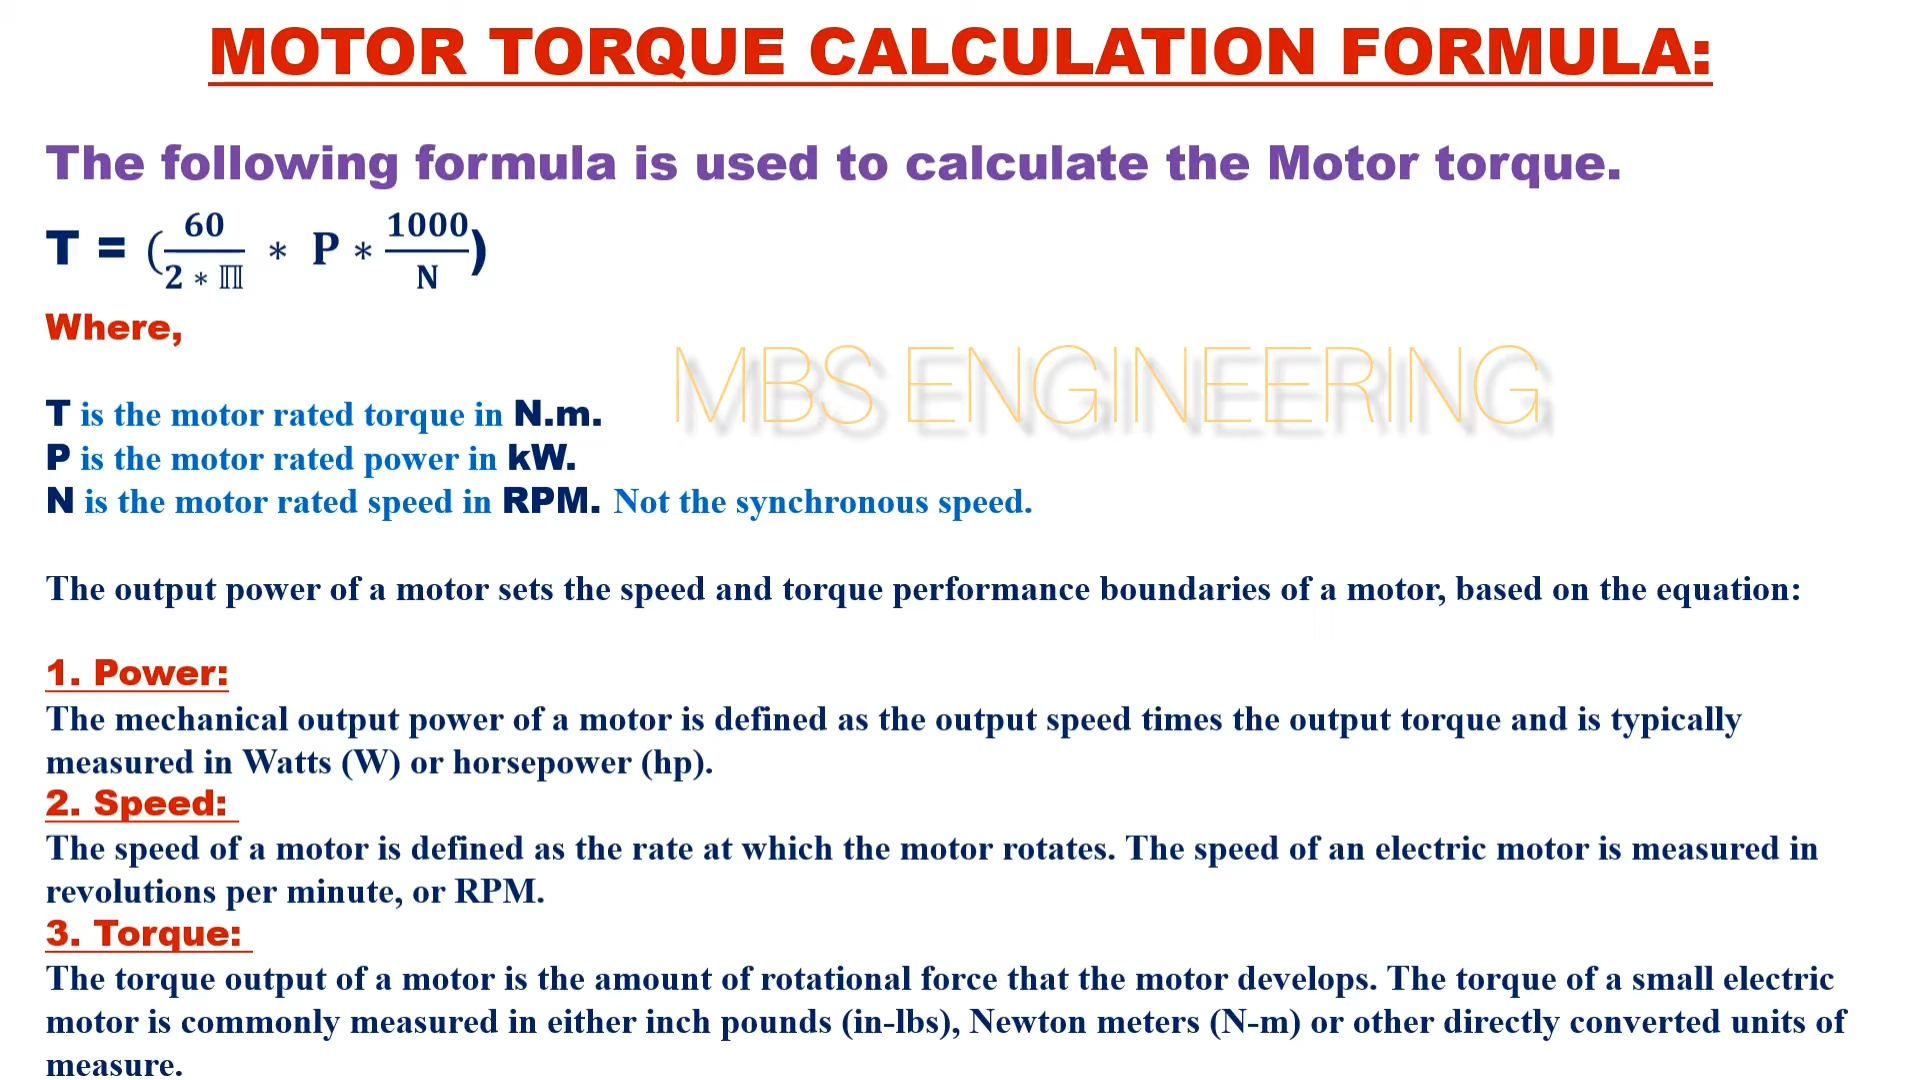 MOTOR TORQUE CALCULATION FORMULA:
The following formula is used to calculate the Motor torque.
T = (60/(2 * Π) * P * 1000/N)
Where,
MBS ENGINEERING
T is the motor rated torque in N.m.
P is the motor rated power in kW.
N is the motor rated speed in RPM. Not the synchronous speed.
The output power of a motor sets the speed and torque performance boundaries of a motor, based on the equation:
1. Power:
The mechanical output power of a motor is defined as the output speed times the output torque and is typically
measured in Watts (W) or horsepower (hp).
2. Speed:
The speed of a motor is defined as the rate at which the motor rotates. The speed of an electric motor is measured in
revolutions per minute, or RPM.
3. Torque:
The torque output of a motor is the amount of rotational force that the motor develops. The torque of a small electric
motor is commonly measured in either inch pounds (in-lbs), Newton meters (N-m) or other directly converted units of
measure.